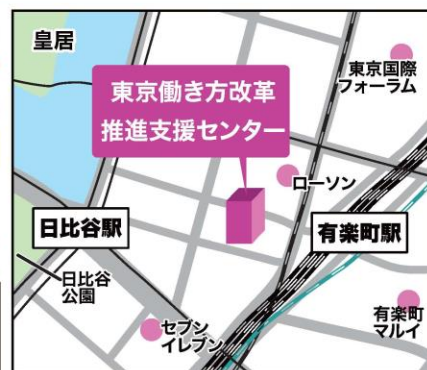 皇居
東京国際
フォーラム
東京働き方改革
推進支援センター
ローソン
日比谷駅
有楽町駅
日比谷
公園
セブン
イレブン
有楽町
マルイ